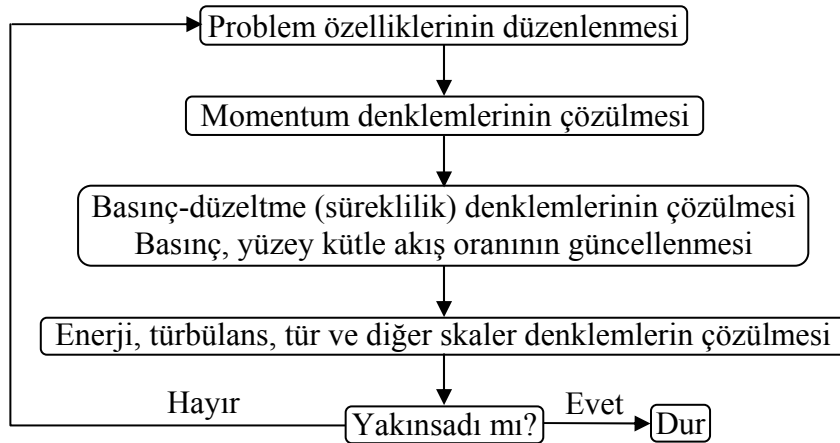 Problem özelliklerinin düzenlenmesi
Momentum denklemlerinin çözülmesi
Basınç-düzeltme (süreklilik) denklemlerinin çözülmesi
Basınç, yüzey kütle akış oranının güncellenmesi
Enerji, türbülans, tür ve diğer skaler denklemlerin çözülmesi
Hayır
Yakınsadı mı?
Evet
Dur